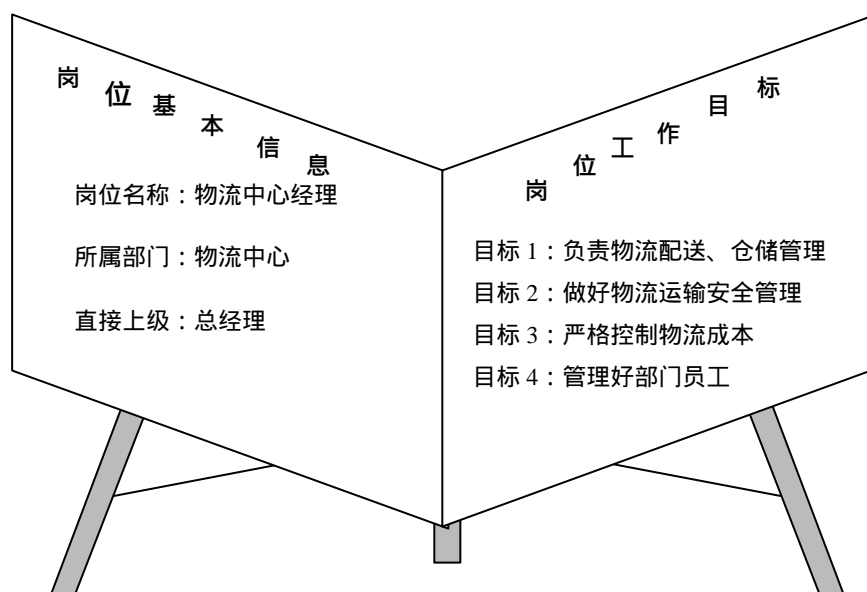 岗位基本信息
岗位名称：物流中心经理
所属部门：物流中心
直接上级：总经理
岗位工作目标
目标 1：负责物流配送、仓储管理
目标 2：做好物流运输安全管理
目标 3：严格控制物流成本
目标 4：管理好部门员工